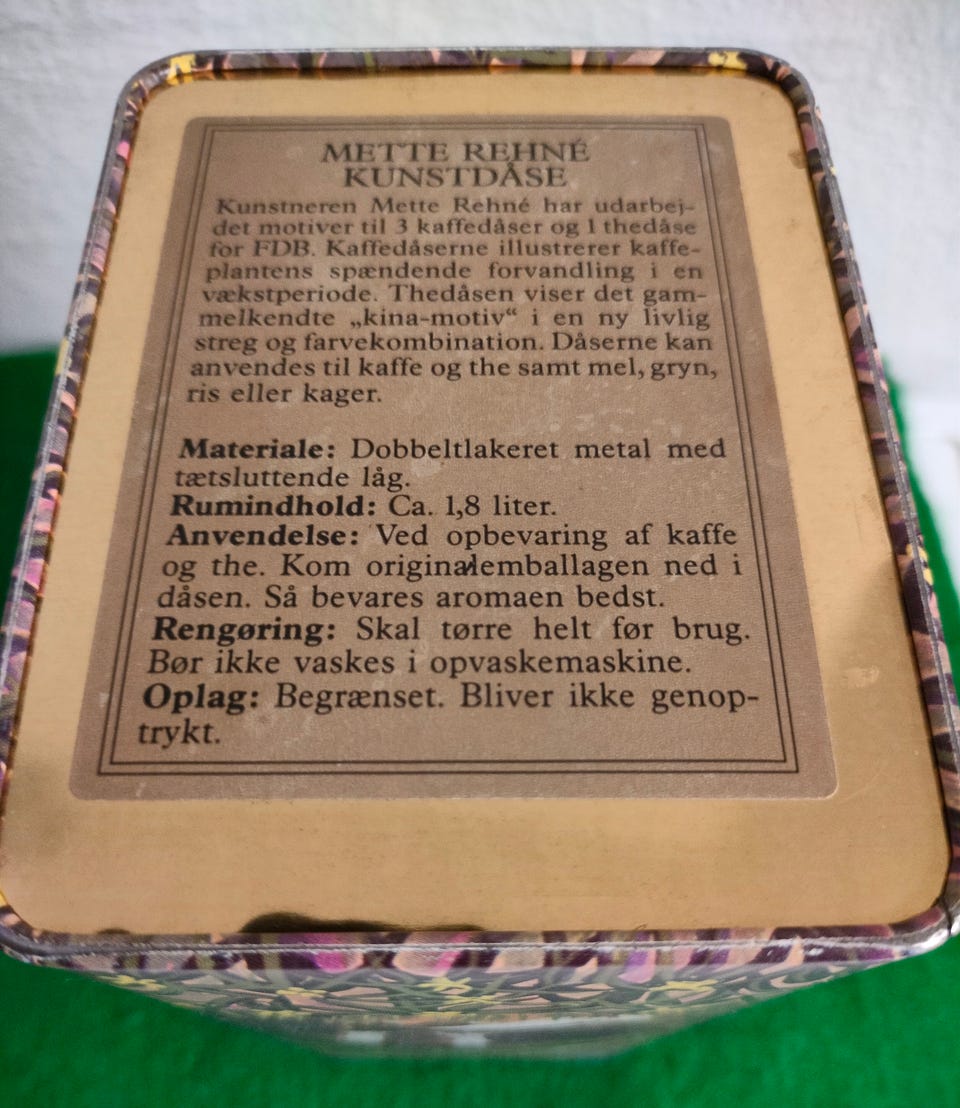 METTE REHNÉ
KUNSTDÅSE
Kunstneren Mette Rehné har udarbej-
det motiver til 3 kaffedåser og 1 thedåse
for FDB. Kaffedåserne illustrerer kaffe-
plantens spændende forvandling i en
vækstperiode. Thedåsen viser det gam-
melkendte „kina-motiv“ i en ny livlig
streg og farvekombination. Dåserne kan
anvendes til kaffe og the samt mel, gryn,
ris eller kager.
Materiale: Dobbeltlakeret metal med
tætsluttende låg.
Rumindhold: Ca. 1,8 liter.
Anvendelse: Ved opbevaring af kaffe
og the. Kom originalemballagen ned i
dåsen. Så bevares aromaen bedst.
Rengøring: Skal tørre helt før brug.
Bør ikke vaskes i opvaskemaskine.
Oplag: Begrænset. Bliver ikke genop-
trykt.